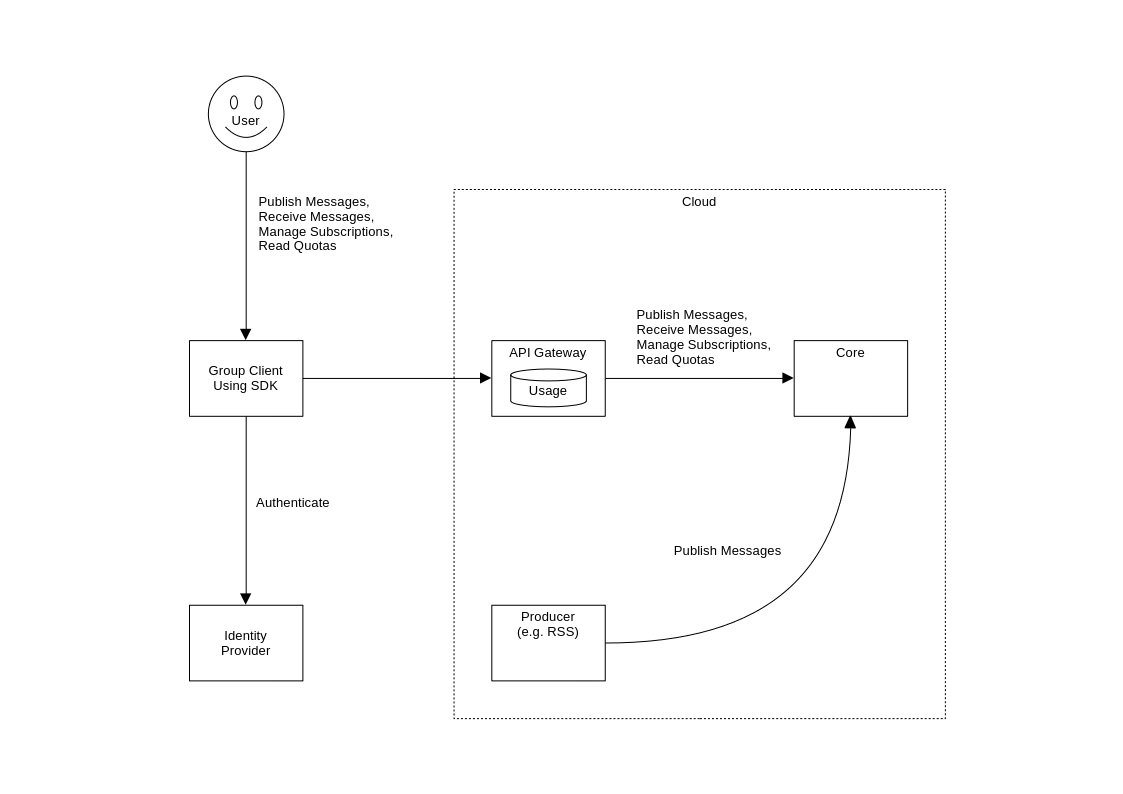 User
Publish Messages,
Receive Messages,
Manage Subscriptions,
Read Quotas
Cloud
Publish Messages,
Receive Messages,
Manage Subscriptions,
Read Quotas
Group Client
Using SDK
API Gateway
Usage
Core
Authenticate
Publish Messages
Identity
Provider
Producer
(e.g. RSS)